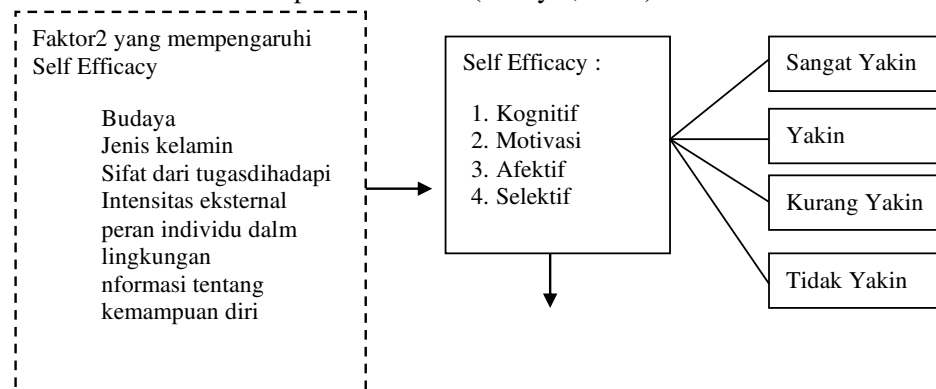 Faktor2 yang mempengaruhi
Self Efficacy
Budaya
Jenis kelamin
Sifat dari tugasdihadapi
Intensitas eksternal
peran individu dalm
lingkungan
nformasi tentang
kemampuan diri
Self Efficacy :
1. Kognitif
2. Motivasi
3. Afektif
4. Selektif
Sangat Yakin
Yakin
Kurang Yakin
Tidak Yakin